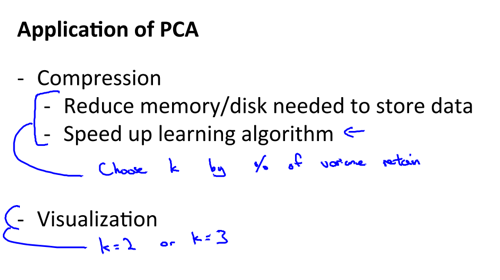 Application of PCA
- Compression
- Reduce memory/disk needed to store data
- Speed up learning algorithm ←
Choose k by % of variance retain
- Visualization
k=2 or k=3